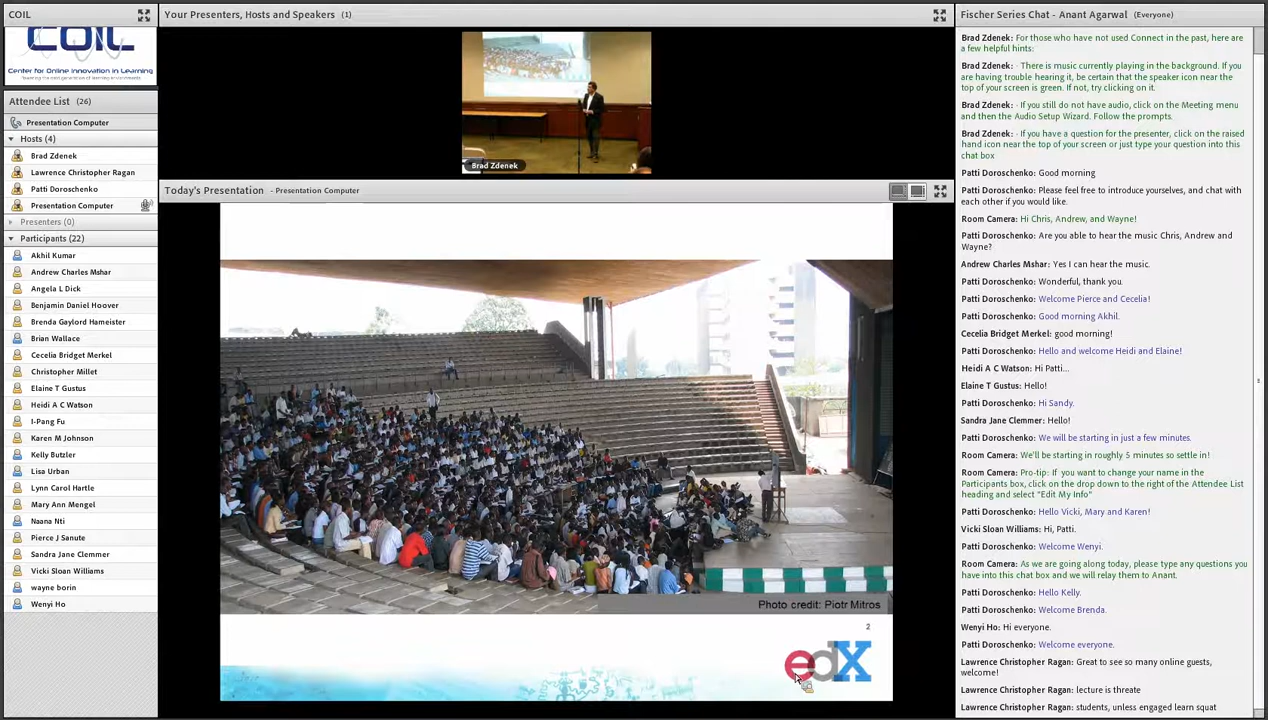 COIL
COIL
Center for Online Innovation in Learning
Attendee List (26)
Presentation Computer
Hosts (4)
Brad Zdenek
Lawrence Christopher Ragan
Patti Doroschenko
Presentation Computer
Presenters (0)
Participants (22)
Akhil Kumar
Andrew Charles Mshar
Angela L Dick
Benjamin Daniel Hoover
Brenda Gaylord Hameister
Brian Wallace
Cecelia Bridget Merkel
Christopher Millet
Elaine T Gustus
Heidi A C Watson
I-Pang Fu
Karen M Johnson
Kelly Butzler
Lisa Urban
Lynn Carol Hartle
Mary Ann Mengel
Naana Nti
Pierce J Sanute
Sandra Jane Clemmer
Vicki Sloan Williams
wayne borin
Wenyi Ho
Your Presenters, Hosts and Speakers (1)
Brad Zdenek
Today's Presentation - Presentation Computer
Photo credit: Piotr Mitros
2
edX
Fischer Series Chat - Anant Agarwal (Everyone)
Brad Zdenek: For those who have not used Connect in the past, here are
a few helpful hints:
Brad Zdenek: · There is music currently playing in the background. If you
are having trouble hearing it, be certain that the speaker icon near the
top of your screen is green. If not, try clicking on it.
Brad Zdenek: · If you still do not have audio, click on the Meeting menu
and then the Audio Setup Wizard. Follow the prompts.
Brad Zdenek: · If you have a question for the presenter, click on the raised
hand icon near the top of your screen or just type your question into this
chat box
Patti Doroschenko: Good morning
Patti Doroschenko: Please feel free to introduce yourselves, and chat with
each other if you would like.
Room Camera: Hi Chris, Andrew, and Wayne!
Patti Doroschenko: Are you able to hear the music Chris, Andrew and
Wayne?
Andrew Charles Mshar: Yes I can hear the music.
Patti Doroschenko: Wonderful, thank you.
Patti Doroschenko: Welcome Pierce and Cecelia!
Patti Doroschenko: Good morning Akhil.
Cecelia Bridget Merkel: good morning!
Patti Doroschenko: Hello and welcome Heidi and Elaine!
Heidi A C Watson: Hi Patti...
Elaine T Gustus: Hello!
Patti Doroschenko: Hi Sandy.
Sandra Jane Clemmer: Hello!
Patti Doroschenko: We will be starting in just a few minutes.
Room Camera: We'll be starting in roughly 5 minutes so settle in!
Room Camera: Pro-tip: If you want to change your name in the
Participants box, click on the drop down to the right of the Attendee List
heading and select "Edit My Info"
Patti Doroschenko: Hello Vicki, Mary and Karen!
Vicki Sloan Williams: Hi, Patti.
Patti Doroschenko: Welcome Wenyi.
Room Camera: As we are going along today, please type any questions you
have into this chat box and we will relay them to Anant.
Patti Doroschenko: Hello Kelly.
Patti Doroschenko: Welcome Brenda.
Wenyi Ho: Hi everyone.
Patti Doroschenko: Welcome everyone.
Lawrence Christopher Ragan: Great to see so many online guests,
welcome!
Lawrence Christopher Ragan: lecture is threate
Lawrence Christopher Ragan: students, unless engaged learn squat